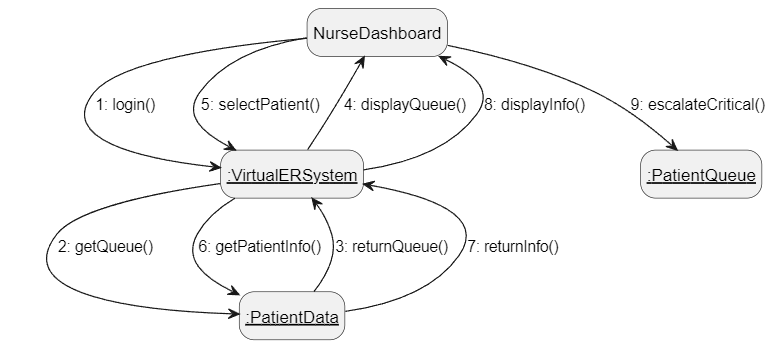 NurseDashboard
1: login()
5: selectPatient()
4: displayQueue()
8: displayInfo()
9: escalateCritical()
:VirtualERSystem
:PatientQueue
2: getQueue()
6: getPatientInfo()
3: returnQueue()
7: returnInfo()
:PatientData